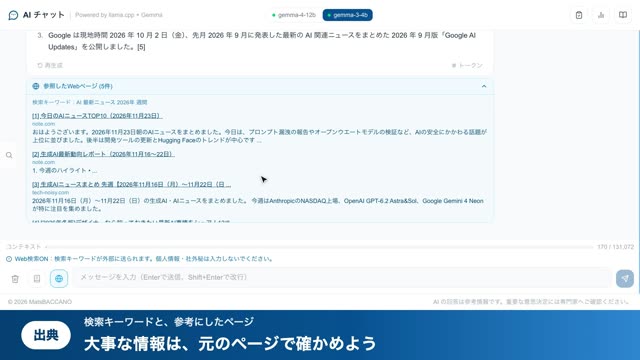 AI チャット
Powered by llama.cpp + Gemma
gemma-4-12b
gemma-3-4b
3. Google は現地時間 2026 年 10 月 2 日（金）、先月 2026 年 9 月に発表した最新の AI 関連ニュースをまとめた 2026 年 9 月版「Google AI
Updates」を公開しました。[5]
再生成
# トークン
参照したWebページ (5件)
検索キーワード：AI 最新ニュース 2026年 週間
[1] 今日のAIニュースTOP10（2026年11月23日）
note.com
おはようございます。2026年11月23日朝のAIニュースをまとめました。今日は、プロンプト漏洩の報告やオープンウエートモデルの検証など、AIの安全にかかわる話題が
上位に並びました。後半は開発ツールの更新とHugging Faceのトレンドが中心です ...
[2] 生成AI最新動向レポート（2026年11月16〜22日）
note.com
1. 今週のハイライト • ...
[3] 生成AIニュースまとめ 先週【2026年11月16日（月）〜11月22日（日 ...
tech-noisy.com
2026年11月16日（月）〜11月22日（日）の生成AI・AIニュースをまとめました。 今週はAnthropicのNASDAQ上場、OpenAI GPT-6.2 Astra&Sol、Google Gemini 4 Neon
が特に注目を集めました。
コンテキスト
170 / 131,072
Web検索ON：検索キーワードが外部に送られます。個人情報・社外秘は入力しないでください。
メッセージを入力（Enterで送信、Shift+Enterで改行）
© 2026 MabiBACCANO
AI の回答は参考情報です。重要な意思決定には専門家へご確認ください。
出典
検索キーワードと、参考にしたページ
大事な情報は、元のページで確かめよう